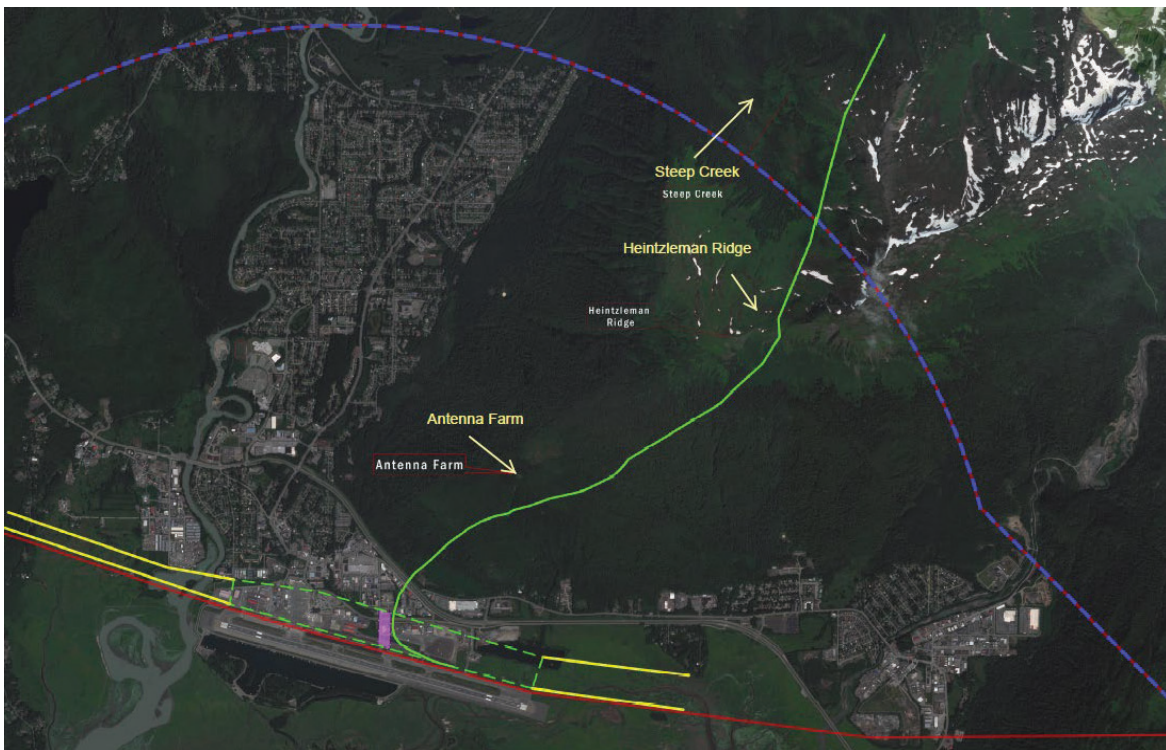 Steep Creek
Steep Creek
Heintzleman Ridge
Heintzleman
Ridge
Antenna Farm
Antenna Farm